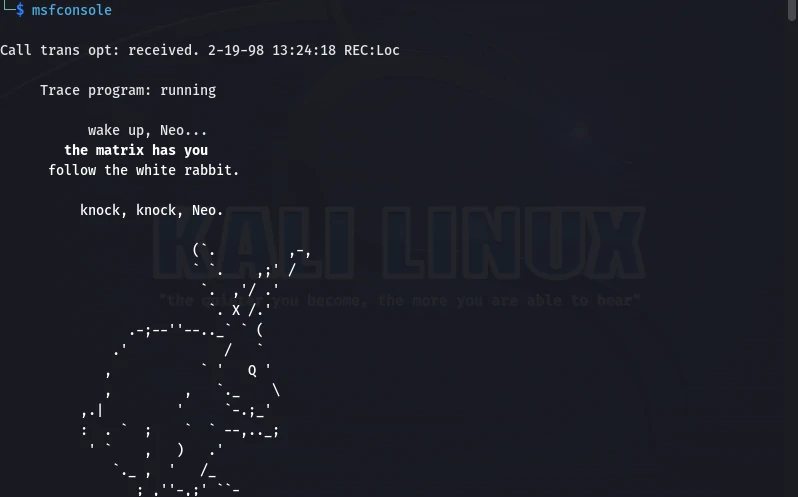 └─$ msfconsole
Call trans opt: received. 2-19-98 13:24:18 REC:Loc
Trace program: running
wake up, Neo...
the matrix has you
follow the white rabbit.
knock, knock, Neo.
KALI LINUX
"the quieter you become, the more you are able to hear"